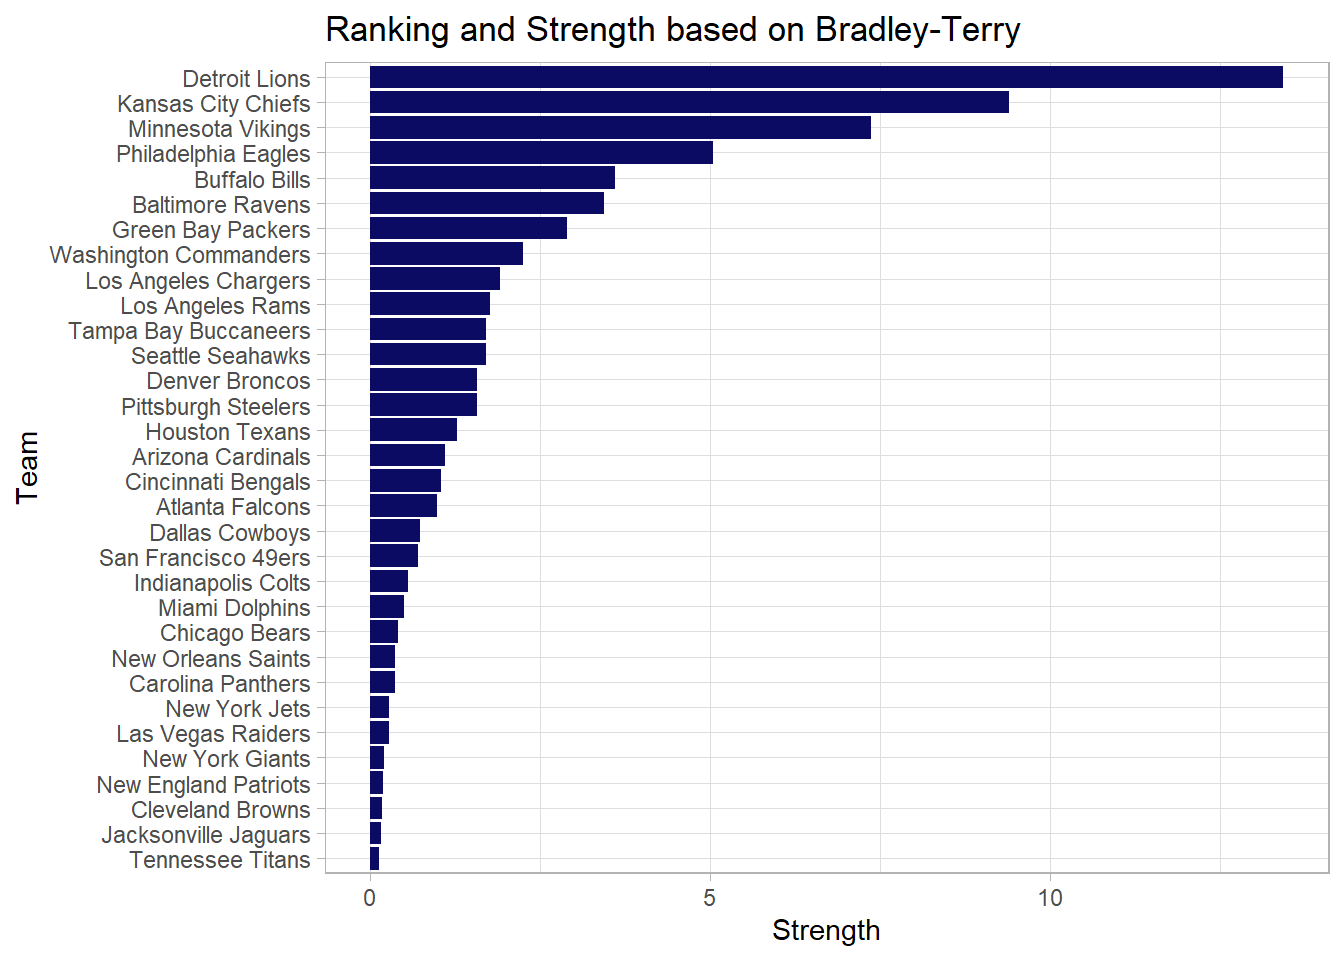 Ranking and Strength based on Bradley-Terry
Detroit Lions
Kansas City Chiefs
Minnesota Vikings
Philadelphia Eagles
Buffalo Bills
Baltimore Ravens
Green Bay Packers
Washington Commanders
Los Angeles Chargers
Los Angeles Rams
Tampa Bay Buccaneers
Seattle Seahawks
Denver Broncos
Pittsburgh Steelers
Houston Texans
Arizona Cardinals
Cincinnati Bengals
Atlanta Falcons
Dallas Cowboys
San Francisco 49ers
Indianapolis Colts
Miami Dolphins
Chicago Bears
New Orleans Saints
Carolina Panthers
New York Jets
Las Vegas Raiders
New York Giants
New England Patriots
Cleveland Browns
Jacksonville Jaguars
Tennessee Titans
Team
0 5 10
Strength